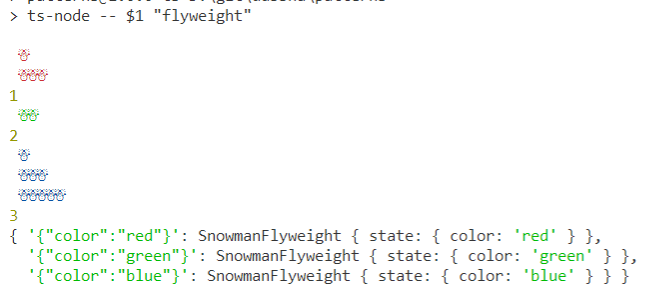 > ts-node -- $1 "flyweight"
☃
☃☃☃
1
☃☃
2
☃
☃☃☃
☃☃☃☃☃
3
{ '{"color":"red"}': SnowmanFlyweight { state: { color: 'red' } },
'{"color":"green"}': SnowmanFlyweight { state: { color: 'green' } },
'{"color":"blue"}': SnowmanFlyweight { state: { color: 'blue' } } }